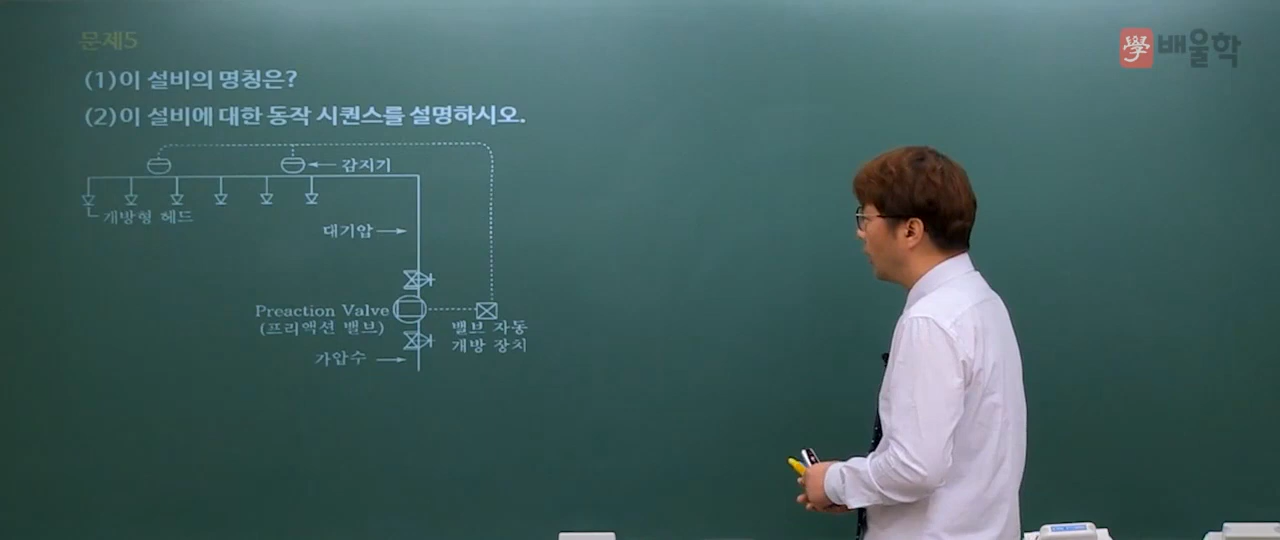 문제5
學 배울학
(1)이 설비의 명칭은?
(2)이 설비에 대한 동작 시퀀스를 설명하시오.
감지기
개방형 헤드
대기압
Preaction Valve
(프리액션 밸브)
밸브 자동
개방 장치
가압수